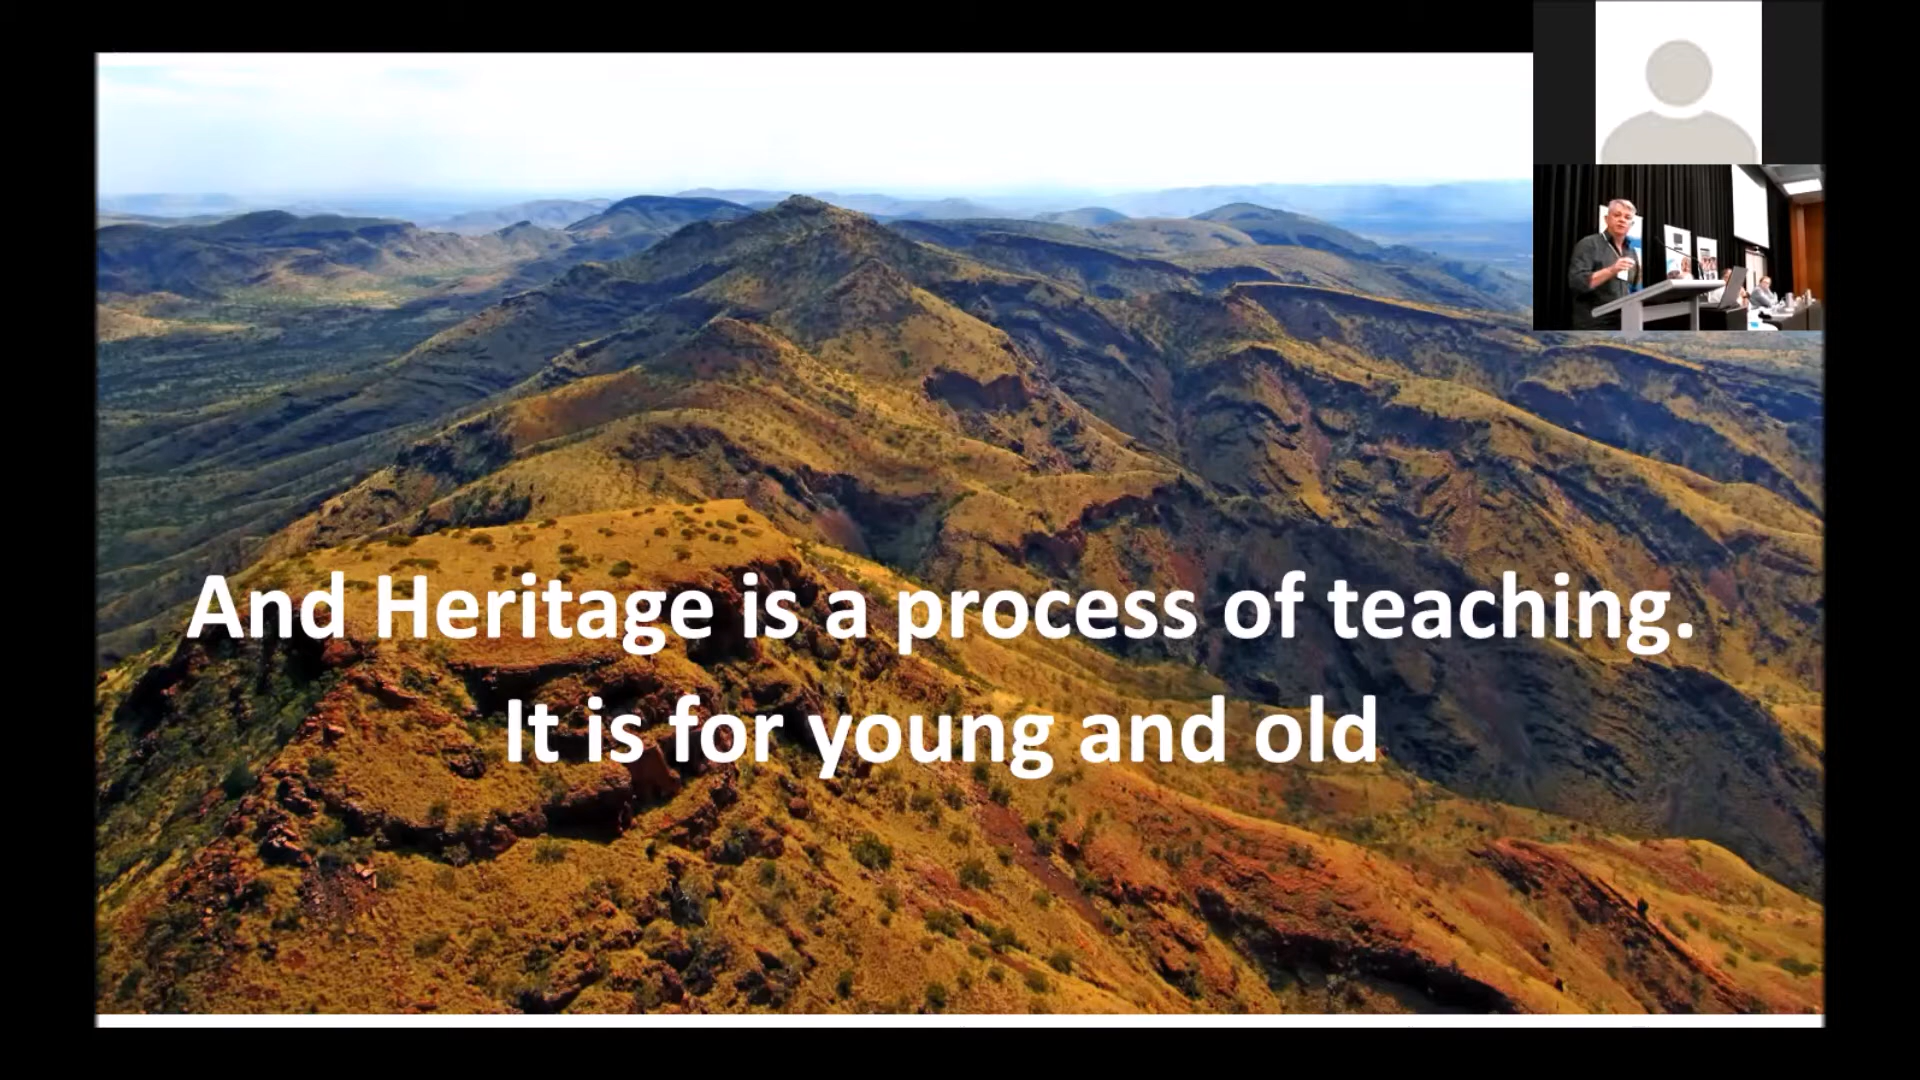 And Heritage is a process of teaching.
It is for young and old